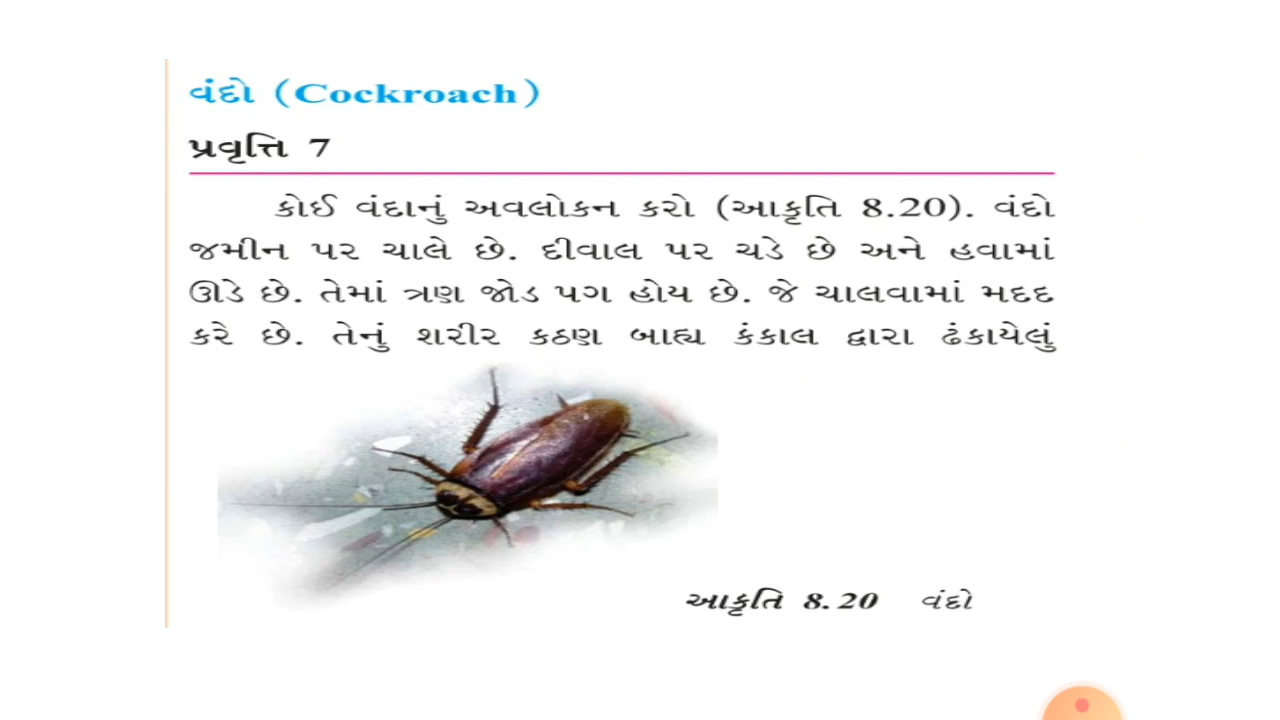 વંદો (Cockroach)
પ્રવૃત્તિ 7
કોઈ વંદાનું અવલોકન કરો (આકૃતિ 8.20). વંદો
જમીન પર ચાલે છે. દીવાલ પર ચડે છે અને હવામાં
ઊડે છે. તેમાં ત્રણ જોડ પગ હોય છે. જે ચાલવામાં મદદ
કરે છે. તેનું શરીર કઠણ બાહ્ય કંકાલ દ્વારા ઢંકાયેલું
આકૃતિ 8.20 વંદો